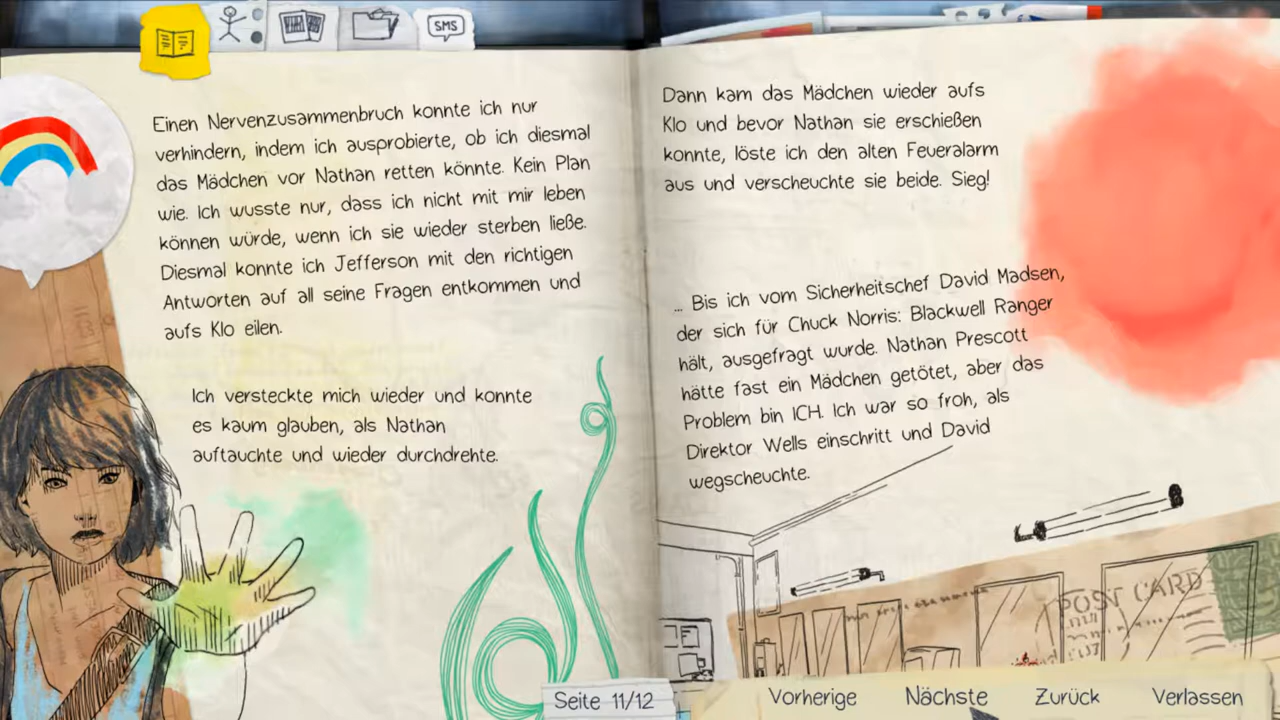 SMS
Einen Nervenzusammenbruch konnte ich nur
verhindern, indem ich ausprobierte, ob ich diesmal
das Mädchen vor Nathan retten könnte. Kein Plan
wie. Ich wusste nur, dass ich nicht mit mir leben
können würde, wenn ich sie wieder sterben ließe.
Diesmal konnte ich Jefferson mit den richtigen
Antworten auf all seine Fragen entkommen und
aufs Klo eilen.
Ich versteckte mich wieder und konnte
es kaum glauben, als Nathan
auftauchte und wieder durchdrehte.
Dann kam das Mädchen wieder aufs
Klo und bevor Nathan sie erschießen
konnte, löste ich den alten Feueralarm
aus und verscheuchte sie beide. Sieg!
... Bis ich vom Sicherheitschef David Madsen,
der sich für Chuck Norris: Blackwell Ranger
hält, ausgefragt wurde. Nathan Prescott
hätte fast ein Mädchen getötet, aber das
Problem bin ICH. Ich war so froh, als
Direktor Wells einschritt und David
wegscheuchte.
POST CARD
Seite 11/12
Vorherige Nächste Zurück Verlassen